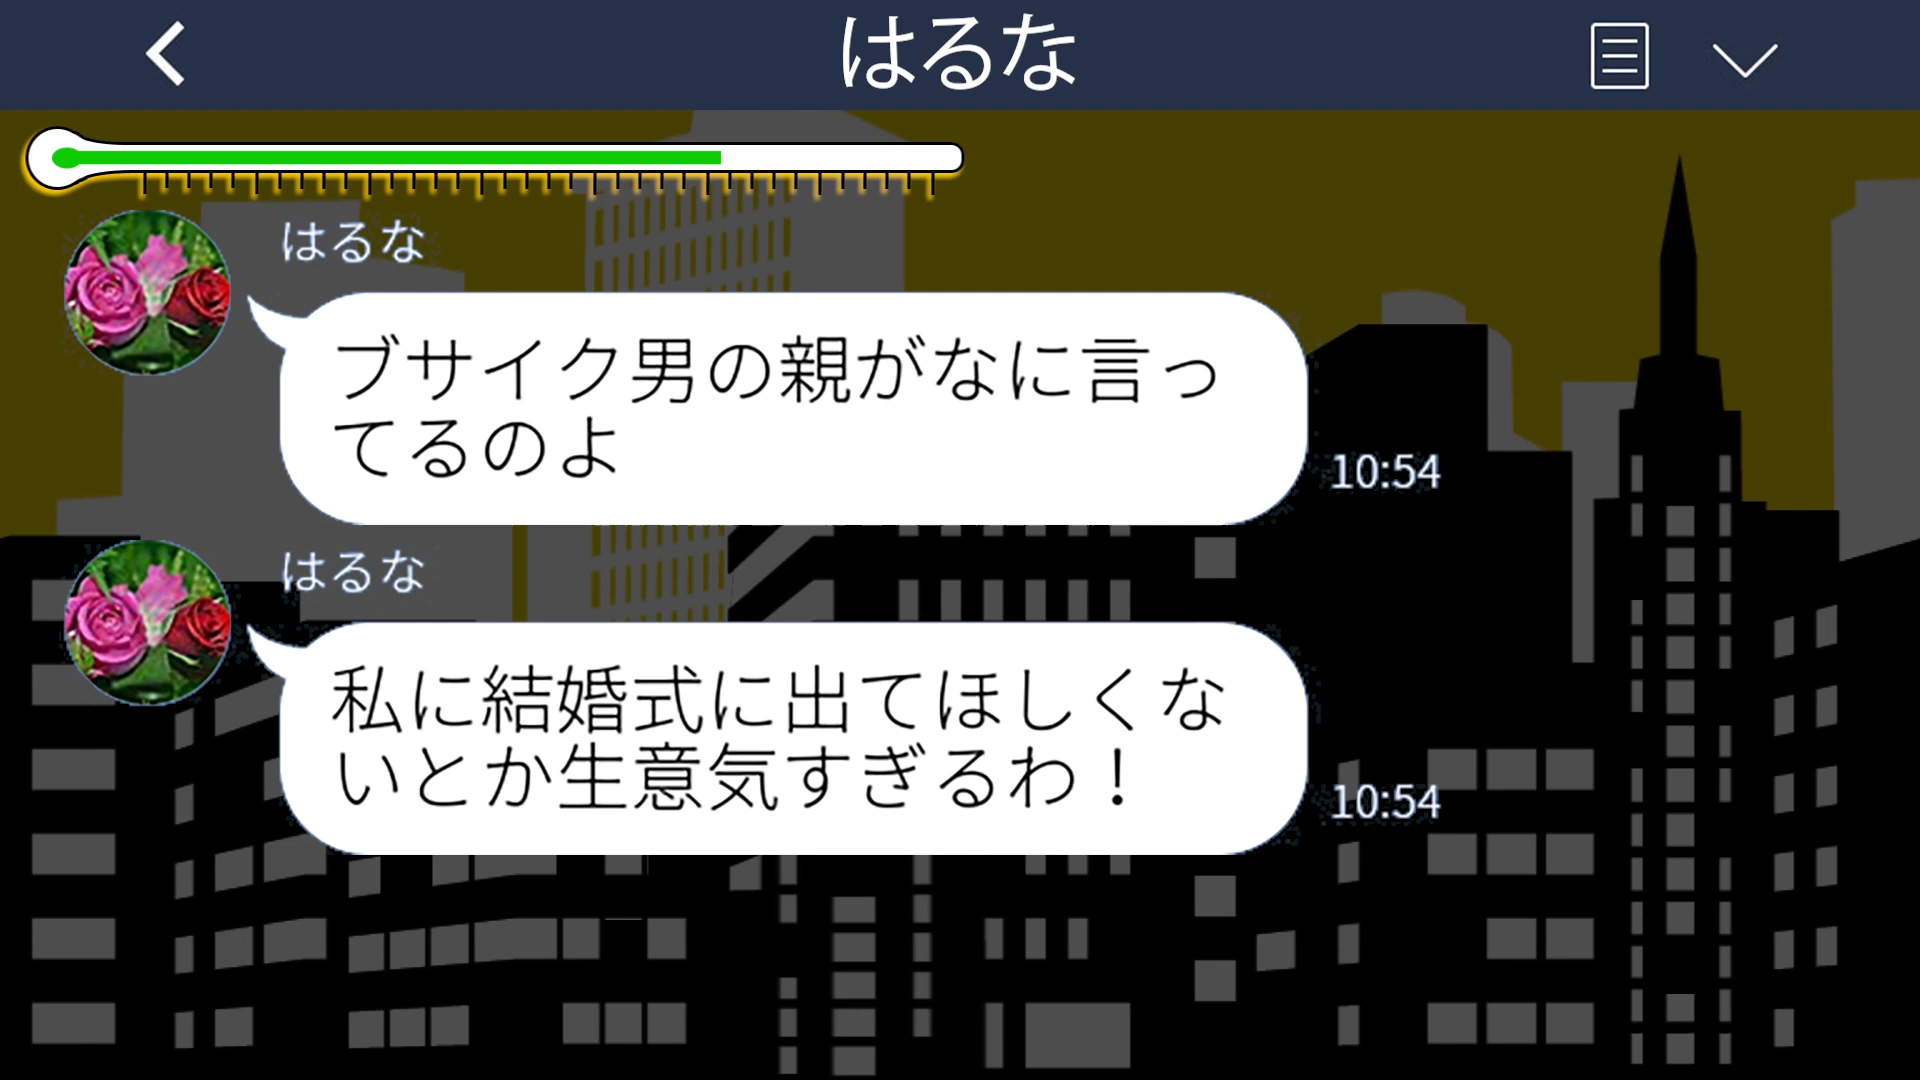 はるな
はるな
ブサイク男の親がなに言っ
てるのよ
10:54
はるな
私に結婚式に出てほしくな
いとか生意気すぎるわ！
10:54